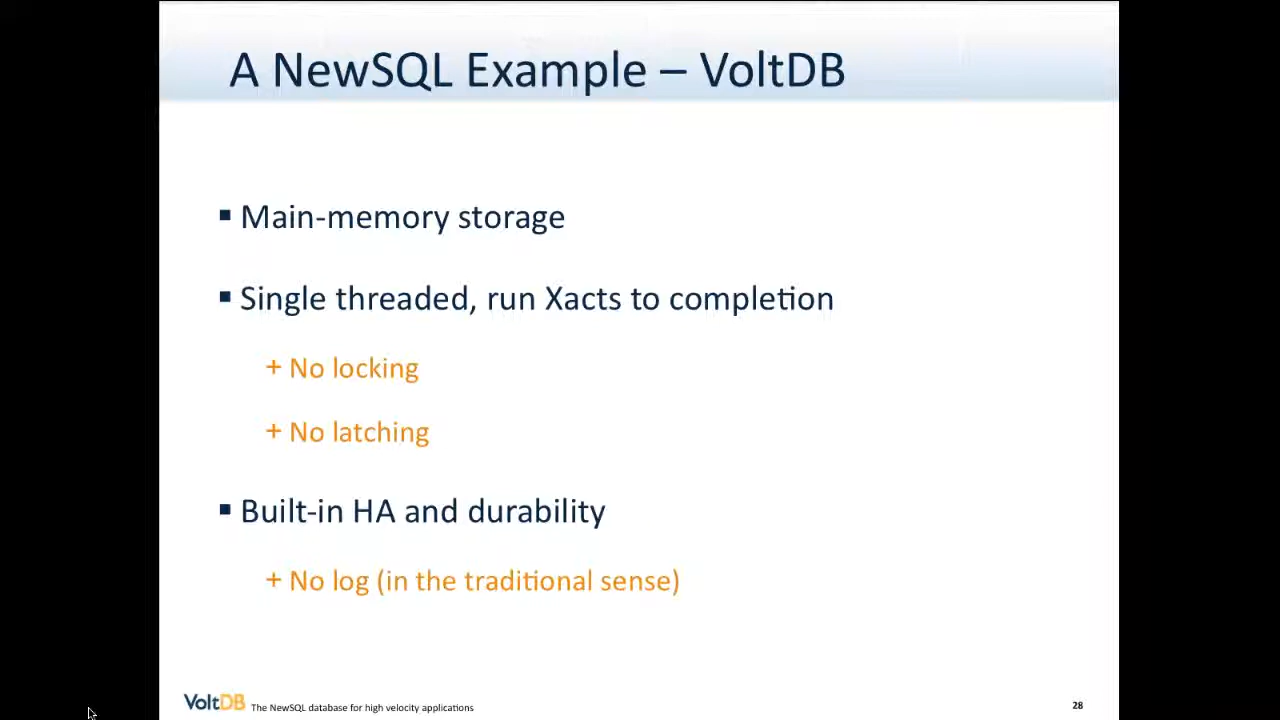 A NewSQL Example – VoltDB
▪ Main-memory storage
▪ Single threaded, run Xacts to completion
+ No locking
+ No latching
▪ Built-in HA and durability
+ No log (in the traditional sense)
VoltDB The NewSQL database for high velocity applications
28